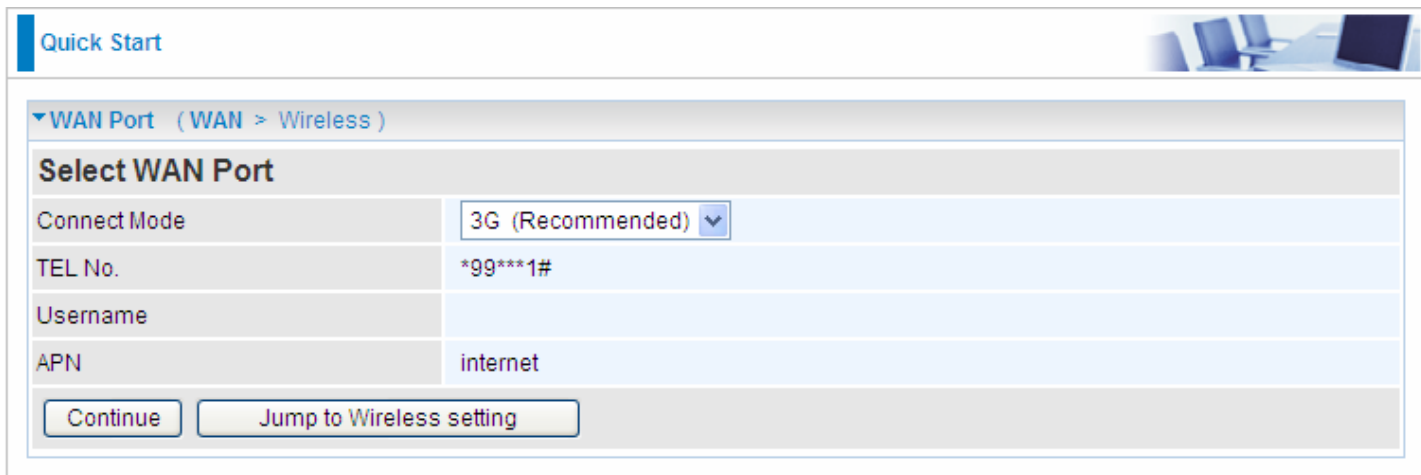 Quick Start
WAN Port ( WAN > Wireless )
Select WAN Port
Connect Mode 3G (Recommended)
TEL No. *99***1#
Username
APN internet
Continue Jump to Wireless setting